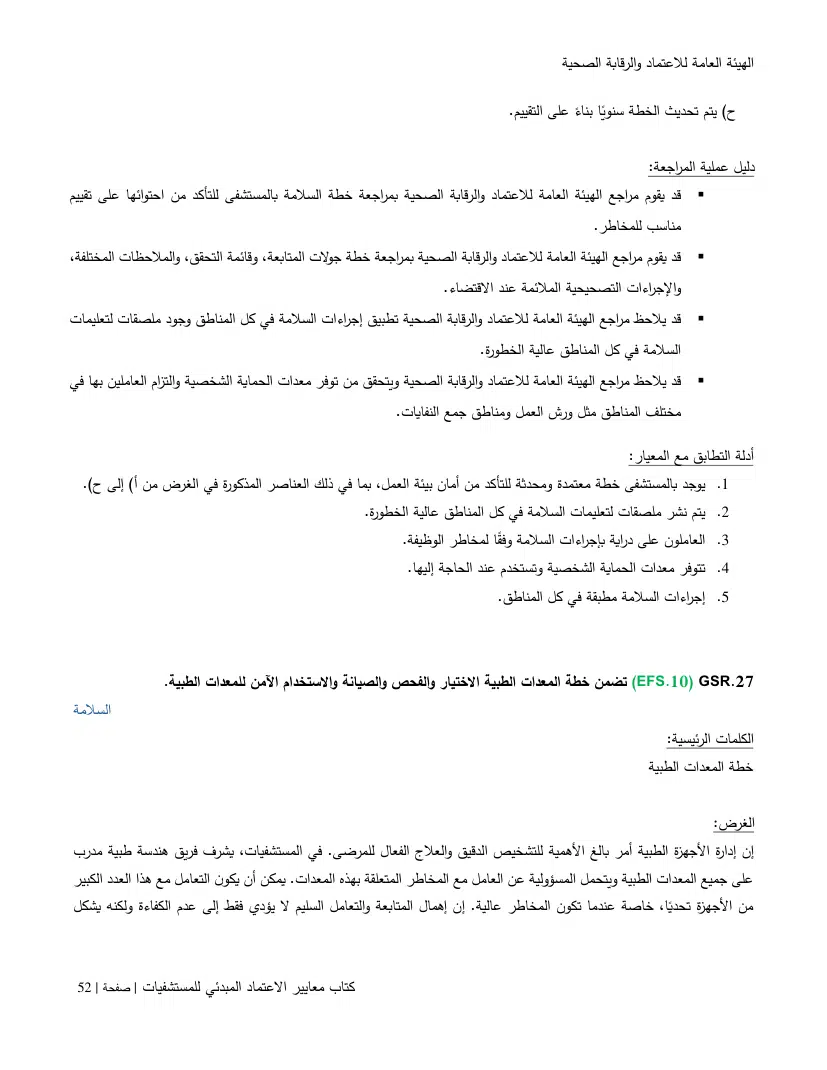 الهيئة العامة للاعتماد والرقابة الصحية
ح) يتم تحديث الخطة سنويًا بناءً على التقييم.
دليل عملية المراجعة:
▪ قد يقوم مراجع الهيئة العامة للاعتماد والرقابة الصحية بمراجعة خطة السلامة بالمستشفى للتأكد من احتوائها على تقييم
مناسب للمخاطر.
▪ قد يقوم مراجع الهيئة العامة للاعتماد والرقابة الصحية بمراجعة خطة جولات المتابعة، وقائمة التحقق، والملاحظات المختلفة،
والإجراءات التصحيحية الملائمة عند الاقتضاء.
▪ قد يلاحظ مراجع الهيئة العامة للاعتماد والرقابة الصحية تطبيق إجراءات السلامة في كل المناطق وجود ملصقات لتعليمات
السلامة في كل المناطق عالية الخطورة.
▪ قد يلاحظ مراجع الهيئة العامة للاعتماد والرقابة الصحية ويتحقق من توفر معدات الحماية الشخصية والتزام العاملين بها في
مختلف المناطق مثل ورش العمل ومناطق جمع النفايات.
أدلة التطابق مع المعيار:
1. يوجد بالمستشفى خطة معتمدة ومحدثة للتأكد من أمان بيئة العمل، بما في ذلك العناصر المذكورة في الغرض من أ) إلى ح).
2. يتم نشر ملصقات لتعليمات السلامة في كل المناطق عالية الخطورة.
3. العاملون على دراية بإجراءات السلامة وفقًا لمخاطر الوظيفة.
4. تتوفر معدات الحماية الشخصية وتستخدم عند الحاجة إليها.
5. إجراءات السلامة مطبقة في كل المناطق.
GSR.27 (EFS.10) تضمن خطة المعدات الطبية الاختيار والفحص والصيانة والاستخدام الآمن للمعدات الطبية.
السلامة
الكلمات الرئيسية:
خطة المعدات الطبية
الغرض:
إن إدارة الأجهزة الطبية أمر بالغ الأهمية للتشخيص الدقيق والعلاج الفعال للمرضى. في المستشفيات، يشرف فريق هندسة طبية مدرب
على جميع المعدات الطبية ويتحمل المسؤولية عن العامل مع المخاطر المتعلقة بهذه المعدات. يمكن أن يكون التعامل مع هذا العدد الكبير
من الأجهزة تحديًا، خاصة عندما تكون المخاطر عالية. إن إهمال المتابعة والتعامل السليم لا يؤدي فقط إلى عدم الكفاءة ولكنه يشكل
كتاب معايير الاعتماد المبدئي للمستشفيات | صفحة | 52